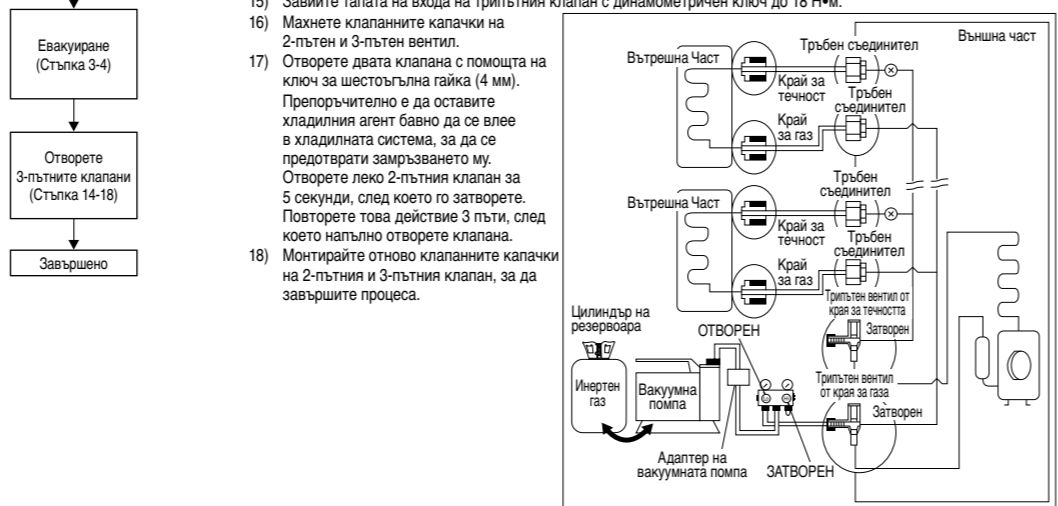 15) Завийте тапата на входа на трипътния клапан с динамометричен ключ до 18 Н•м.
Евакуиране
(Стъпка 3-4)
Отворете
3-пътните клапани
(Стъпка 14-18)
Завършено
16) Махнете клапанните капачки на
2-пътен и 3-пътен вентил.
17) Отворете двата клапана с помощта на
ключ за шестоъгълна гайка (4 мм).
Препоръчително е да оставите
хладилния агент бавно да се влее
в хладилната система, за да се
предотврати замръзването му.
Отворете леко 2-пътния клапан за
5 секунди, след което го затворете.
Повторете това действие 3 пъти, след
което напълно отворете клапана.
18) Монтирайте отново клапанните капачки
на 2-пътния и 3-пътния клапан, за да
завършите процеса.
Външна част
Вътрешна Част
Тръбен съединител
Край за
течност
Тръбен
съединител
Край
за газ
Вътрешна Част
Тръбен
съединител
Край за
течност
Тръбен
съединител
Край
за газ
Трипътен вентил от
края за течността
Затворен
Цилиндър на
резервоара
ОТВОРЕН
Инертен
газ
Вакуумна
помпа
Трипътен вентил
от края за газа
Затворен
Адаптер на
вакуумната помпа
ЗАТВОРЕН